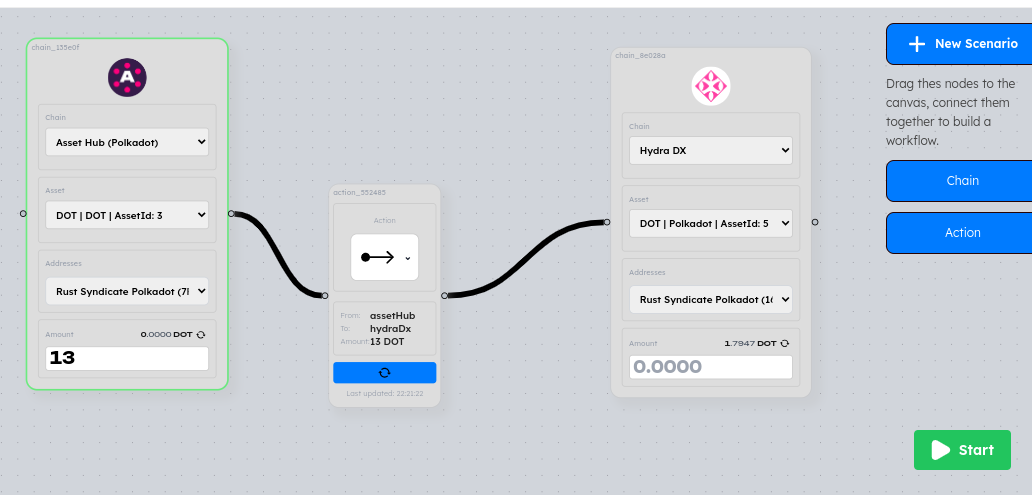 chain_135e0f
A
Chain
Asset Hub (Polkadot)
Asset
DOT | DOT | AssetId: 3
Addresses
Rust Syndicate Polkadot (7l
Amount
0.0000 DOT
13
action_552485
Action
From: assetHub
To: hydraDx
Amount: 13 DOT
Last updated: 22:21:22
chain_8e028a
Chain
Hydra DX
Asset
DOT | Polkadot | AssetId: 5
Addresses
Rust Syndicate Polkadot (16
Amount
1.7947 DOT
0.0000
New Scenario
Drag thes nodes to the
canvas, connect them
together to build a
workflow.
Chain
Action
Start